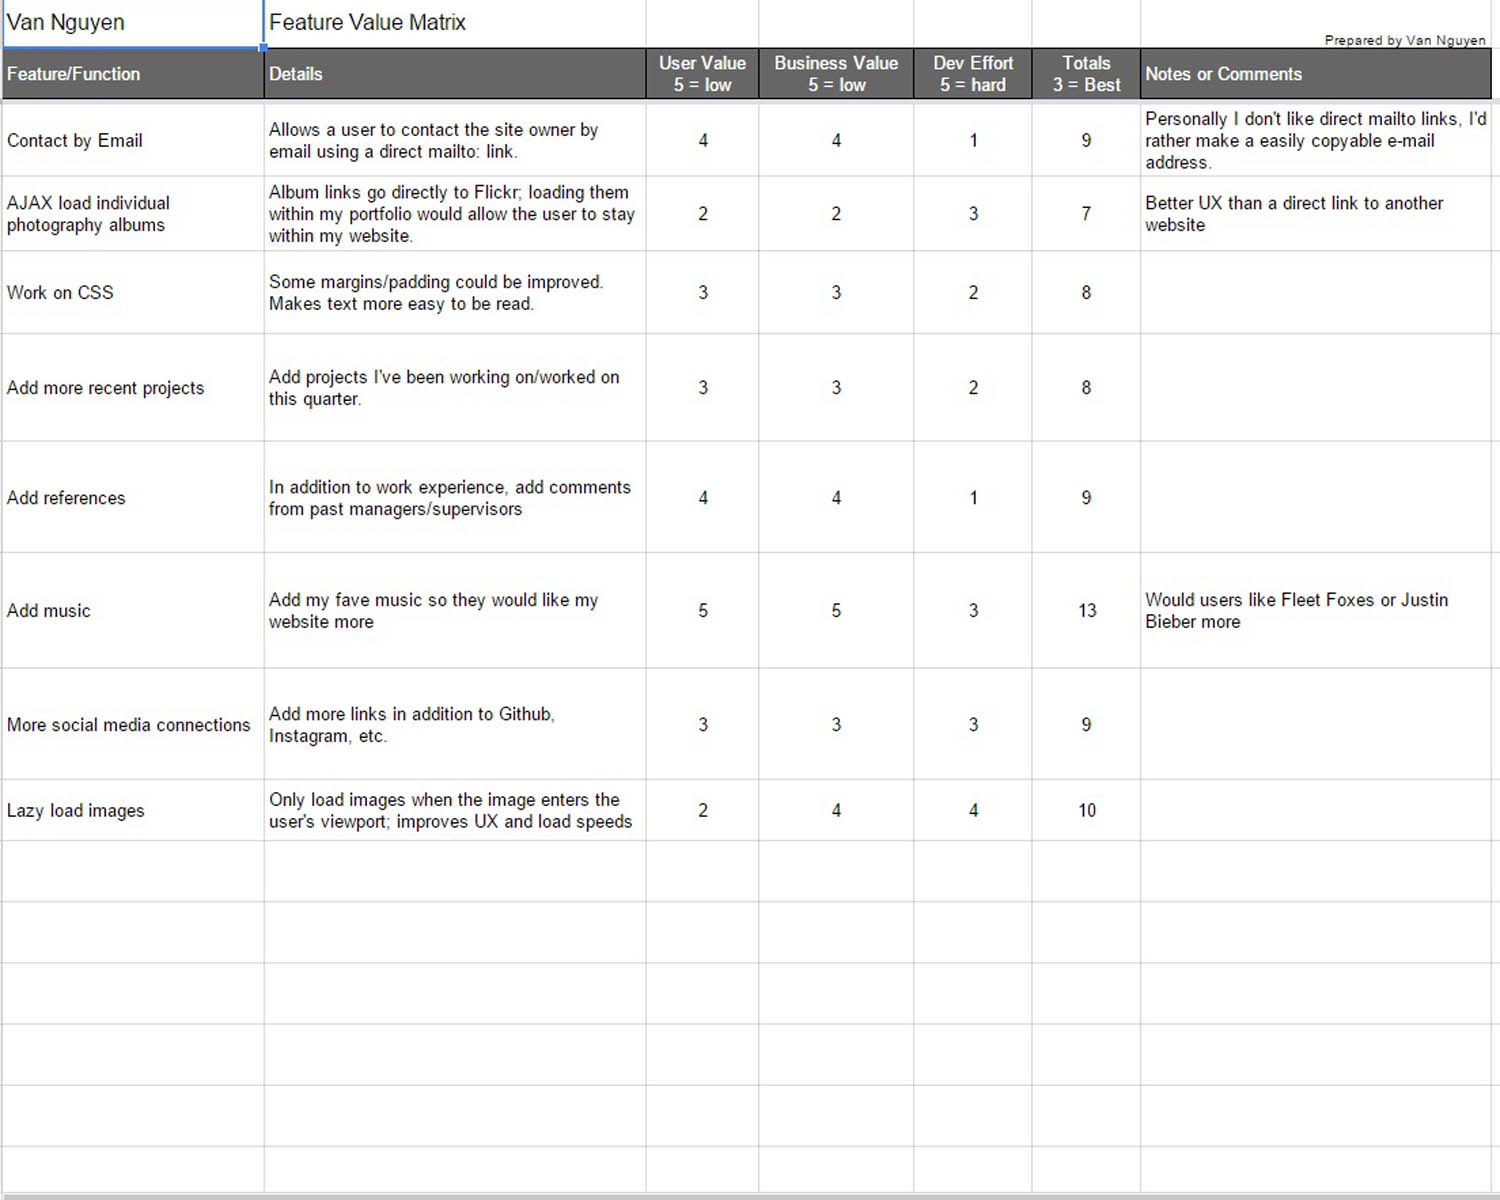 Van Nguyen
Feature Value Matrix
Prepared by Van Nguyen
Feature/Function
Details
User Value
5 = low
Business Value
5 = low
Dev Effort
5 = hard
Totals
3 = Best
Notes or Comments
Contact by Email
Allows a user to contact the site owner by
email using a direct mailto: link.
4
4
1
9
Personally I don't like direct mailto links, I'd
rather make a easily copyable e-mail
address.
AJAX load individual
photography albums
Album links go directly to Flickr; loading them
within my portfolio would allow the user to stay
within my website.
2
2
3
7
Better UX than a direct link to another
website
Work on CSS
Some margins/padding could be improved.
Makes text more easy to be read.
3
3
2
8
Add more recent projects
Add projects I've been working on/worked on
this quarter.
3
3
2
8
Add references
In addition to work experience, add comments
from past managers/supervisors
4
4
1
9
Add music
Add my fave music so they would like my
website more
5
5
3
13
Would users like Fleet Foxes or Justin
Bieber more
More social media connections
Add more links in addition to Github,
Instagram, etc.
3
3
3
9
Lazy load images
Only load images when the image enters the
user's viewport; improves UX and load speeds
2
4
4
10